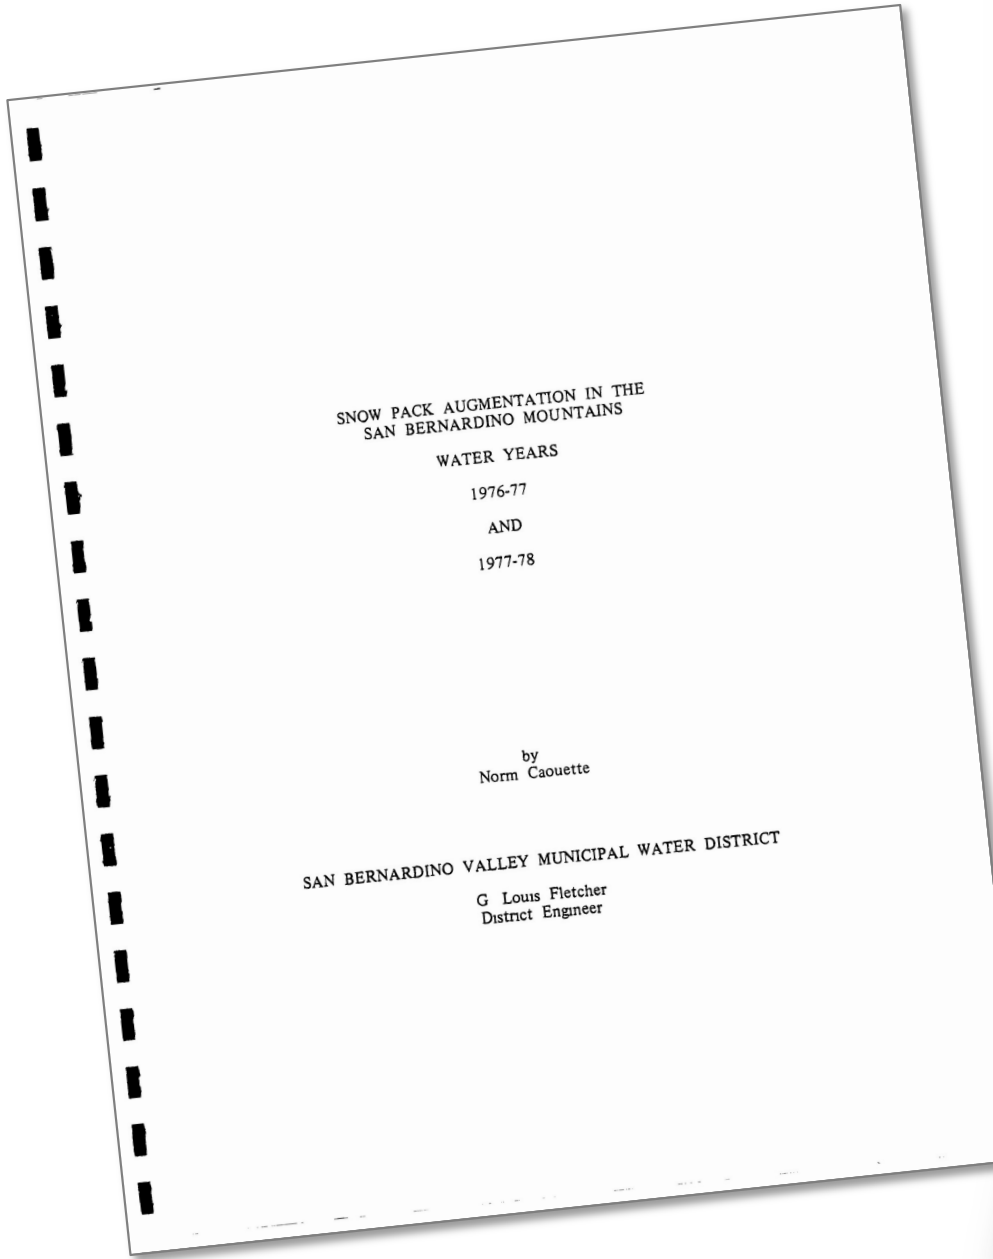 SNOW PACK AUGMENTATION IN THE
SAN BERNARDINO MOUNTAINS
WATER YEARS
1976-77
AND
1977-78
by
Norm Caouette
SAN BERNARDINO VALLEY MUNICIPAL WATER DISTRICT
G Louis Fletcher
District Engineer